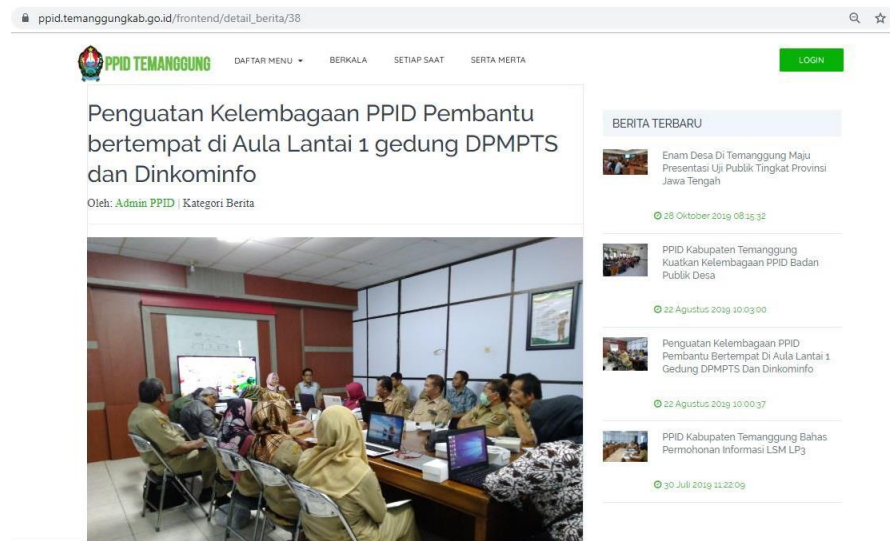 ppid.temanggungkab.go.id/frontend/detail_berita/38
PPID TEMANGGUNG
DAFTAR MENU
BERKALA
SETIAP SAAT
SERTA MERTA
LOGIN
Penguatan Kelembagaan PPID Pembantu
bertempat di Aula Lantai 1 gedung DPMPTS
dan Dinkominfo
Oleh: Admin PPID | Kategori Berita
BERITA TERBARU
Enam Desa Di Temanggung Maju
Presentasi Uji Publik Tingkat Provinsi
Jawa Tengah
28 Oktober 2019 08:15:32
PPID Kabupaten Temanggung
Kuatkan Kelembagaan PPID Badan
Publik Desa
22 Agustus 2019 10:03:00
Penguatan Kelembagaan PPID
Pembantu Bertempat Di Aula Lantai 1
Gedung DPMPTS Dan Dinkominfo
22 Agustus 2019 10:00:37
PPID Kabupaten Temanggung Bahas
Permohonan Informasi LSM LP3
30 Juli 2019 11:22:09